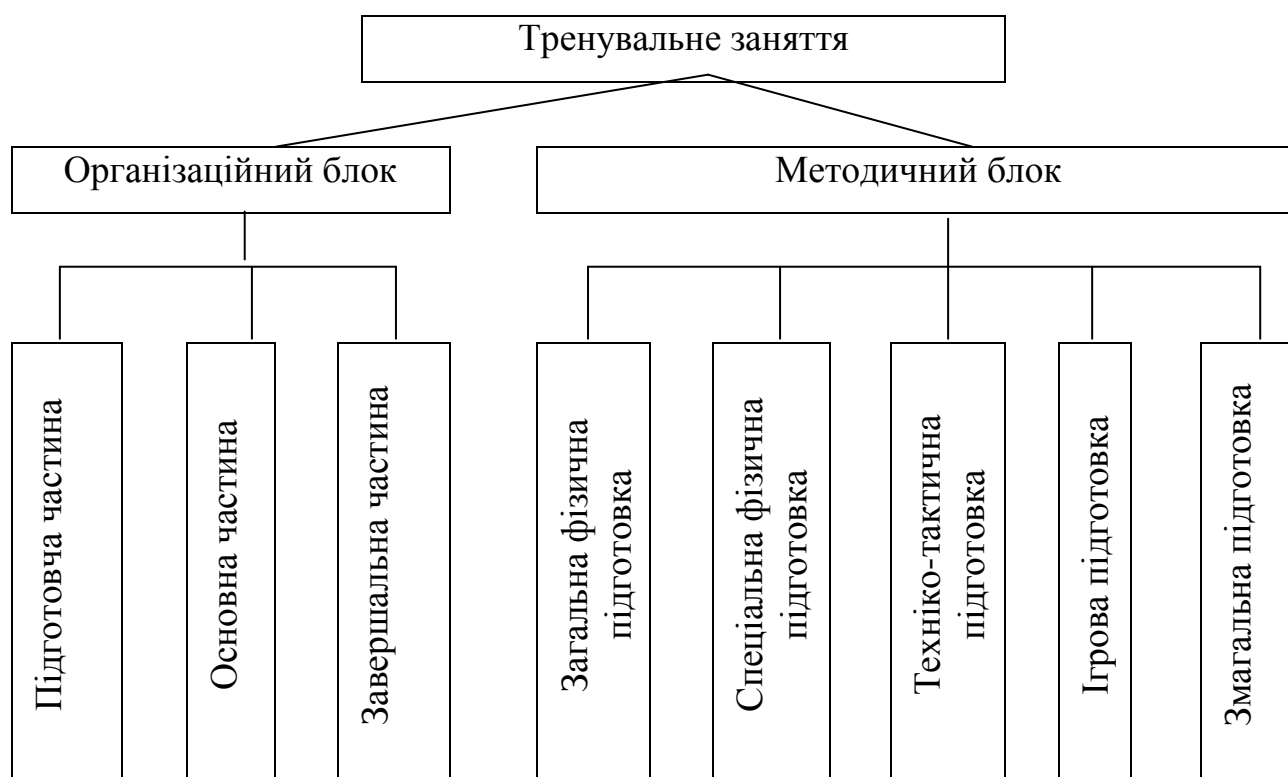 Тренувальне заняття
Організаційний блок
Методичний блок
Підготовча частина
Основна частина
Завершальна частина
Загальна фізична
підготовка
Спеціальна фізична
підготовка
Техніко-тактична
підготовка
Ігрова підготовка
Змагальна підготовка